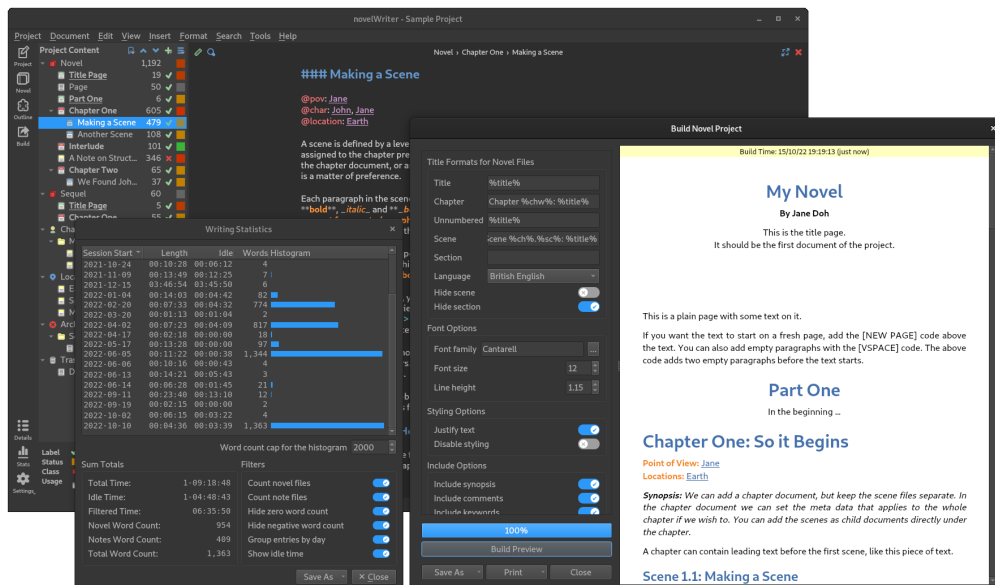 novelWriter - Sample Project
Project Document Edit View Insert Format Search Tools Help
Project
Novel
Outline
Build
Details
Stats
Settings
Project Content
Novel 1,192
Title Page 19
Page 50
Part One 6
Chapter One 605
Making a Scene 479
Another Scene 108
Interlude 101
A Note on Struct... 346
Chapter Two 65
We Found Joh... 37
Sequel 60
Title Page 5
Chapter One 55
Cha
M
Loc
E
S
M
Arc
S
Tra
D
Label
Status
Class
Usage
Novel › Chapter One › Making a Scene
### Making a Scene
@pov: Jane
@char: John, Jane
@location: Earth
A scene is defined by a leve
assigned to the chapter pre
the chapter document, or a
is a matter of preference.
Each paragraph in the scen
**bold**, _italic_ and **_b
Writing Statistics
Session Start Length Idle Words Histogram
2021-10-24 00:10:28 00:06:12 4
2021-11-09 00:13:49 00:12:25 7
2021-12-15 03:46:54 03:45:50 6
2022-01-04 00:14:03 00:04:42 82
2022-02-20 00:07:33 00:04:32 774
2022-03-20 00:01:13 00:01:04 2
2022-04-02 00:07:23 00:04:09 817
2022-04-17 00:02:18 00:00:00 18
2022-05-17 00:13:28 00:00:00 97
2022-06-05 00:11:22 00:00:38 1,344
2022-06-06 00:10:16 00:00:43 4
2022-06-13 00:14:21 00:05:43 3
2022-06-14 00:06:28 00:01:45 21
2022-09-11 00:23:40 00:13:10 12
2022-09-19 00:02:15 00:00:00 2
2022-10-02 00:06:15 00:03:22 4
2022-10-10 00:04:36 00:03:39 1,363
Word count cap for the histogram 2000
Sum Totals
Total Time: 1-09:18:48
Idle Time: 1-04:48:43
Filtered Time: 06:35:50
Novel Word Count: 954
Notes Word Count: 409
Total Word Count: 1,363
Filters
Count novel files
Count note files
Hide zero word count
Hide negative word count
Group entries by day
Show idle time
Save As
Close
Build Novel Project
Title Formats for Novel Files
Title %title%
Chapter Chapter %chw%: %title%
Unnumbered %title%
Scene Scene %ch%.%sc%: %title%
Section
Language British English
Hide scene
Hide section
Font Options
Font family Cantarell ...
Font size 12
Line height 1.15
Styling Options
Justify text
Disable styling
Include Options
Include synopsis
Include comments
Include keywords
100%
Build Preview
Save As Print Close
Build Time: 15/10/22 19:19:13 (just now)
My Novel
By Jane Doh
This is the title page.
It should be the first document of the project.
This is a plain page with some text on it.
If you want the text to start on a fresh page, add the [NEW PAGE] code above
the text. You can also add empty paragraphs with the [VSPACE] code. The above
code adds two empty paragraphs before the text starts.
Part One
In the beginning ...
Chapter One: So it Begins
Point of View: Jane
Locations: Earth
Synopsis: We can add a chapter document, but keep the scene files separate. In
the chapter document we can set the meta data that applies to the whole
chapter if we wish to. You can add the scenes as child documents directly under
the chapter.
A chapter can contain leading text before the first scene, like this piece of text.
Scene 1.1: Making a Scene